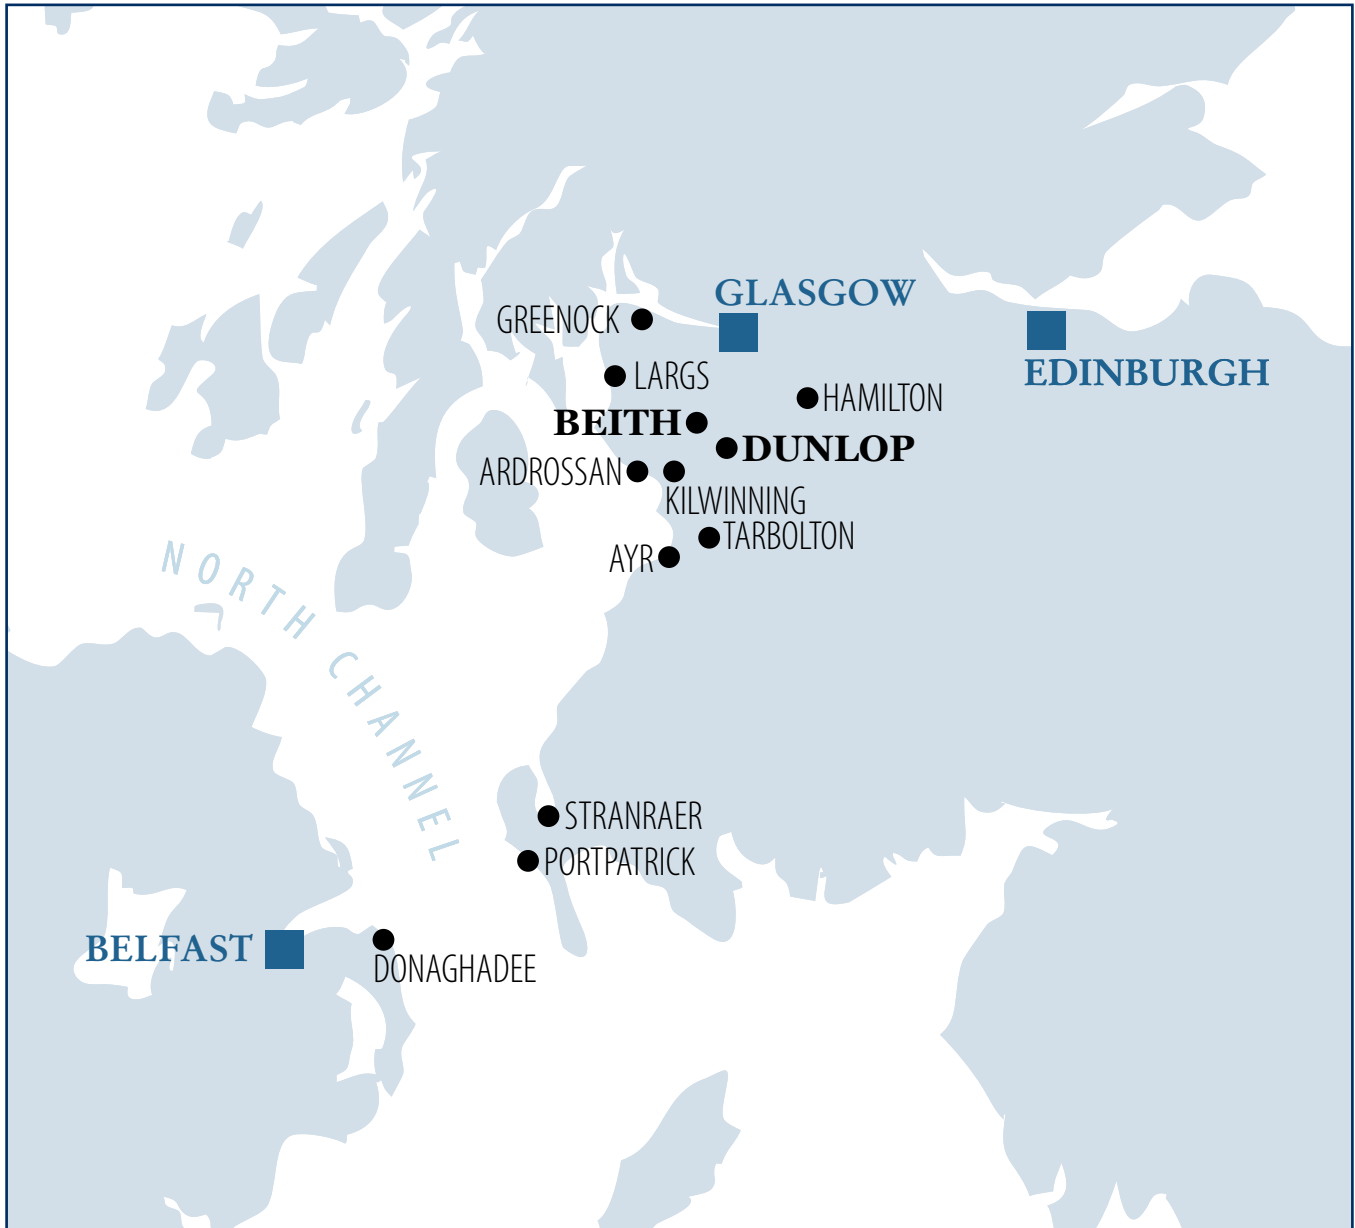 GLASGOW
GREENOCK
EDINBURGH
LARGS
HAMILTON
BEITH
DUNLOP
ARDROSSAN
KILWINNING
TARBOLTON
AYR
NORTH CHANNEL
STRANRAER
PORTPATRICK
BELFAST
DONAGHADEE